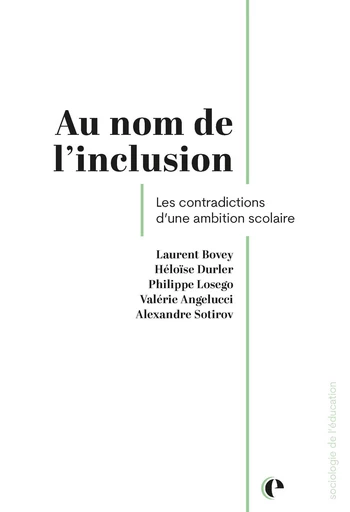 Au nom de
l’inclusion
Les contradictions
d’une ambition scolaire
Laurent Bovey
Héloïse Durler
Philippe Losego
Valérie Angelucci
Alexandre Sotirov
sociologie de l’éducation
e